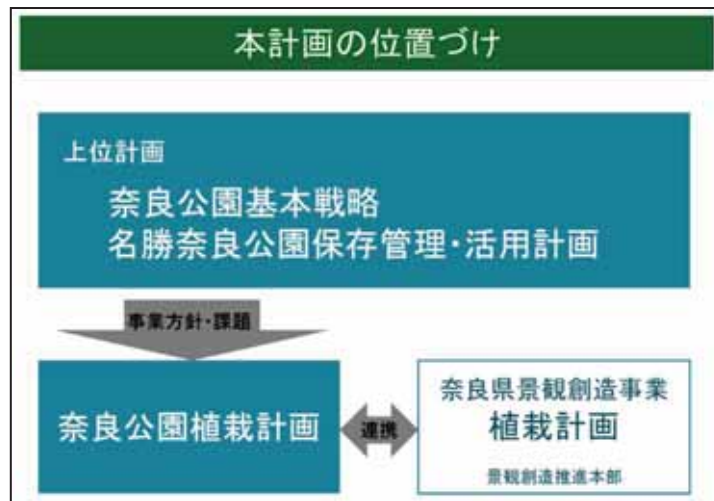 本計画の位置づけ
上位計画
奈良公園基本戦略
名勝奈良公園保存管理・活用計画
事業方針・課題
奈良公園植栽計画
連携
奈良県景観創造事業
植栽計画
景観創造推進本部